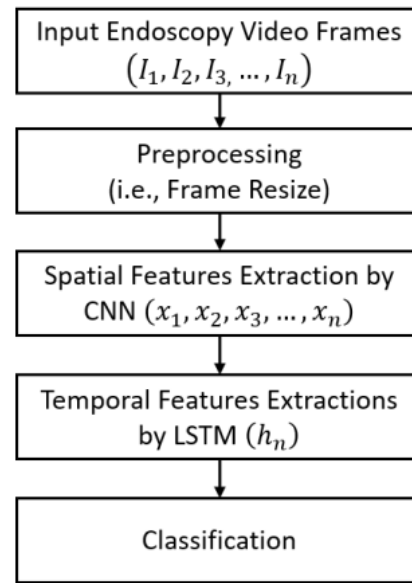 Input Endoscopy Video Frames
(I₁, I₂, I₃, ..., Iₙ)
Preprocessing
(i.e., Frame Resize)
Spatial Features Extraction by
CNN (x₁, x₂, x₃, ..., xₙ)
Temporal Features Extractions
by LSTM (hₙ)
Classification